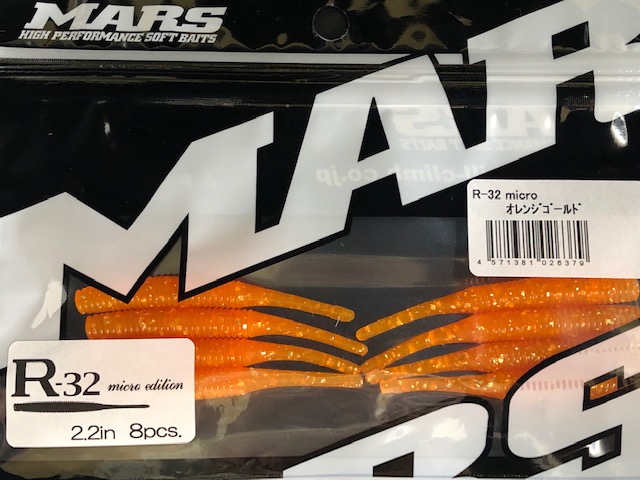 MARS
HIGH PERFORMANCE SOFT BAITS
MARS
R-32 micro
オレンジゴールド
4 571381 026379
R-32 micro edition
2.2in 8pcs.